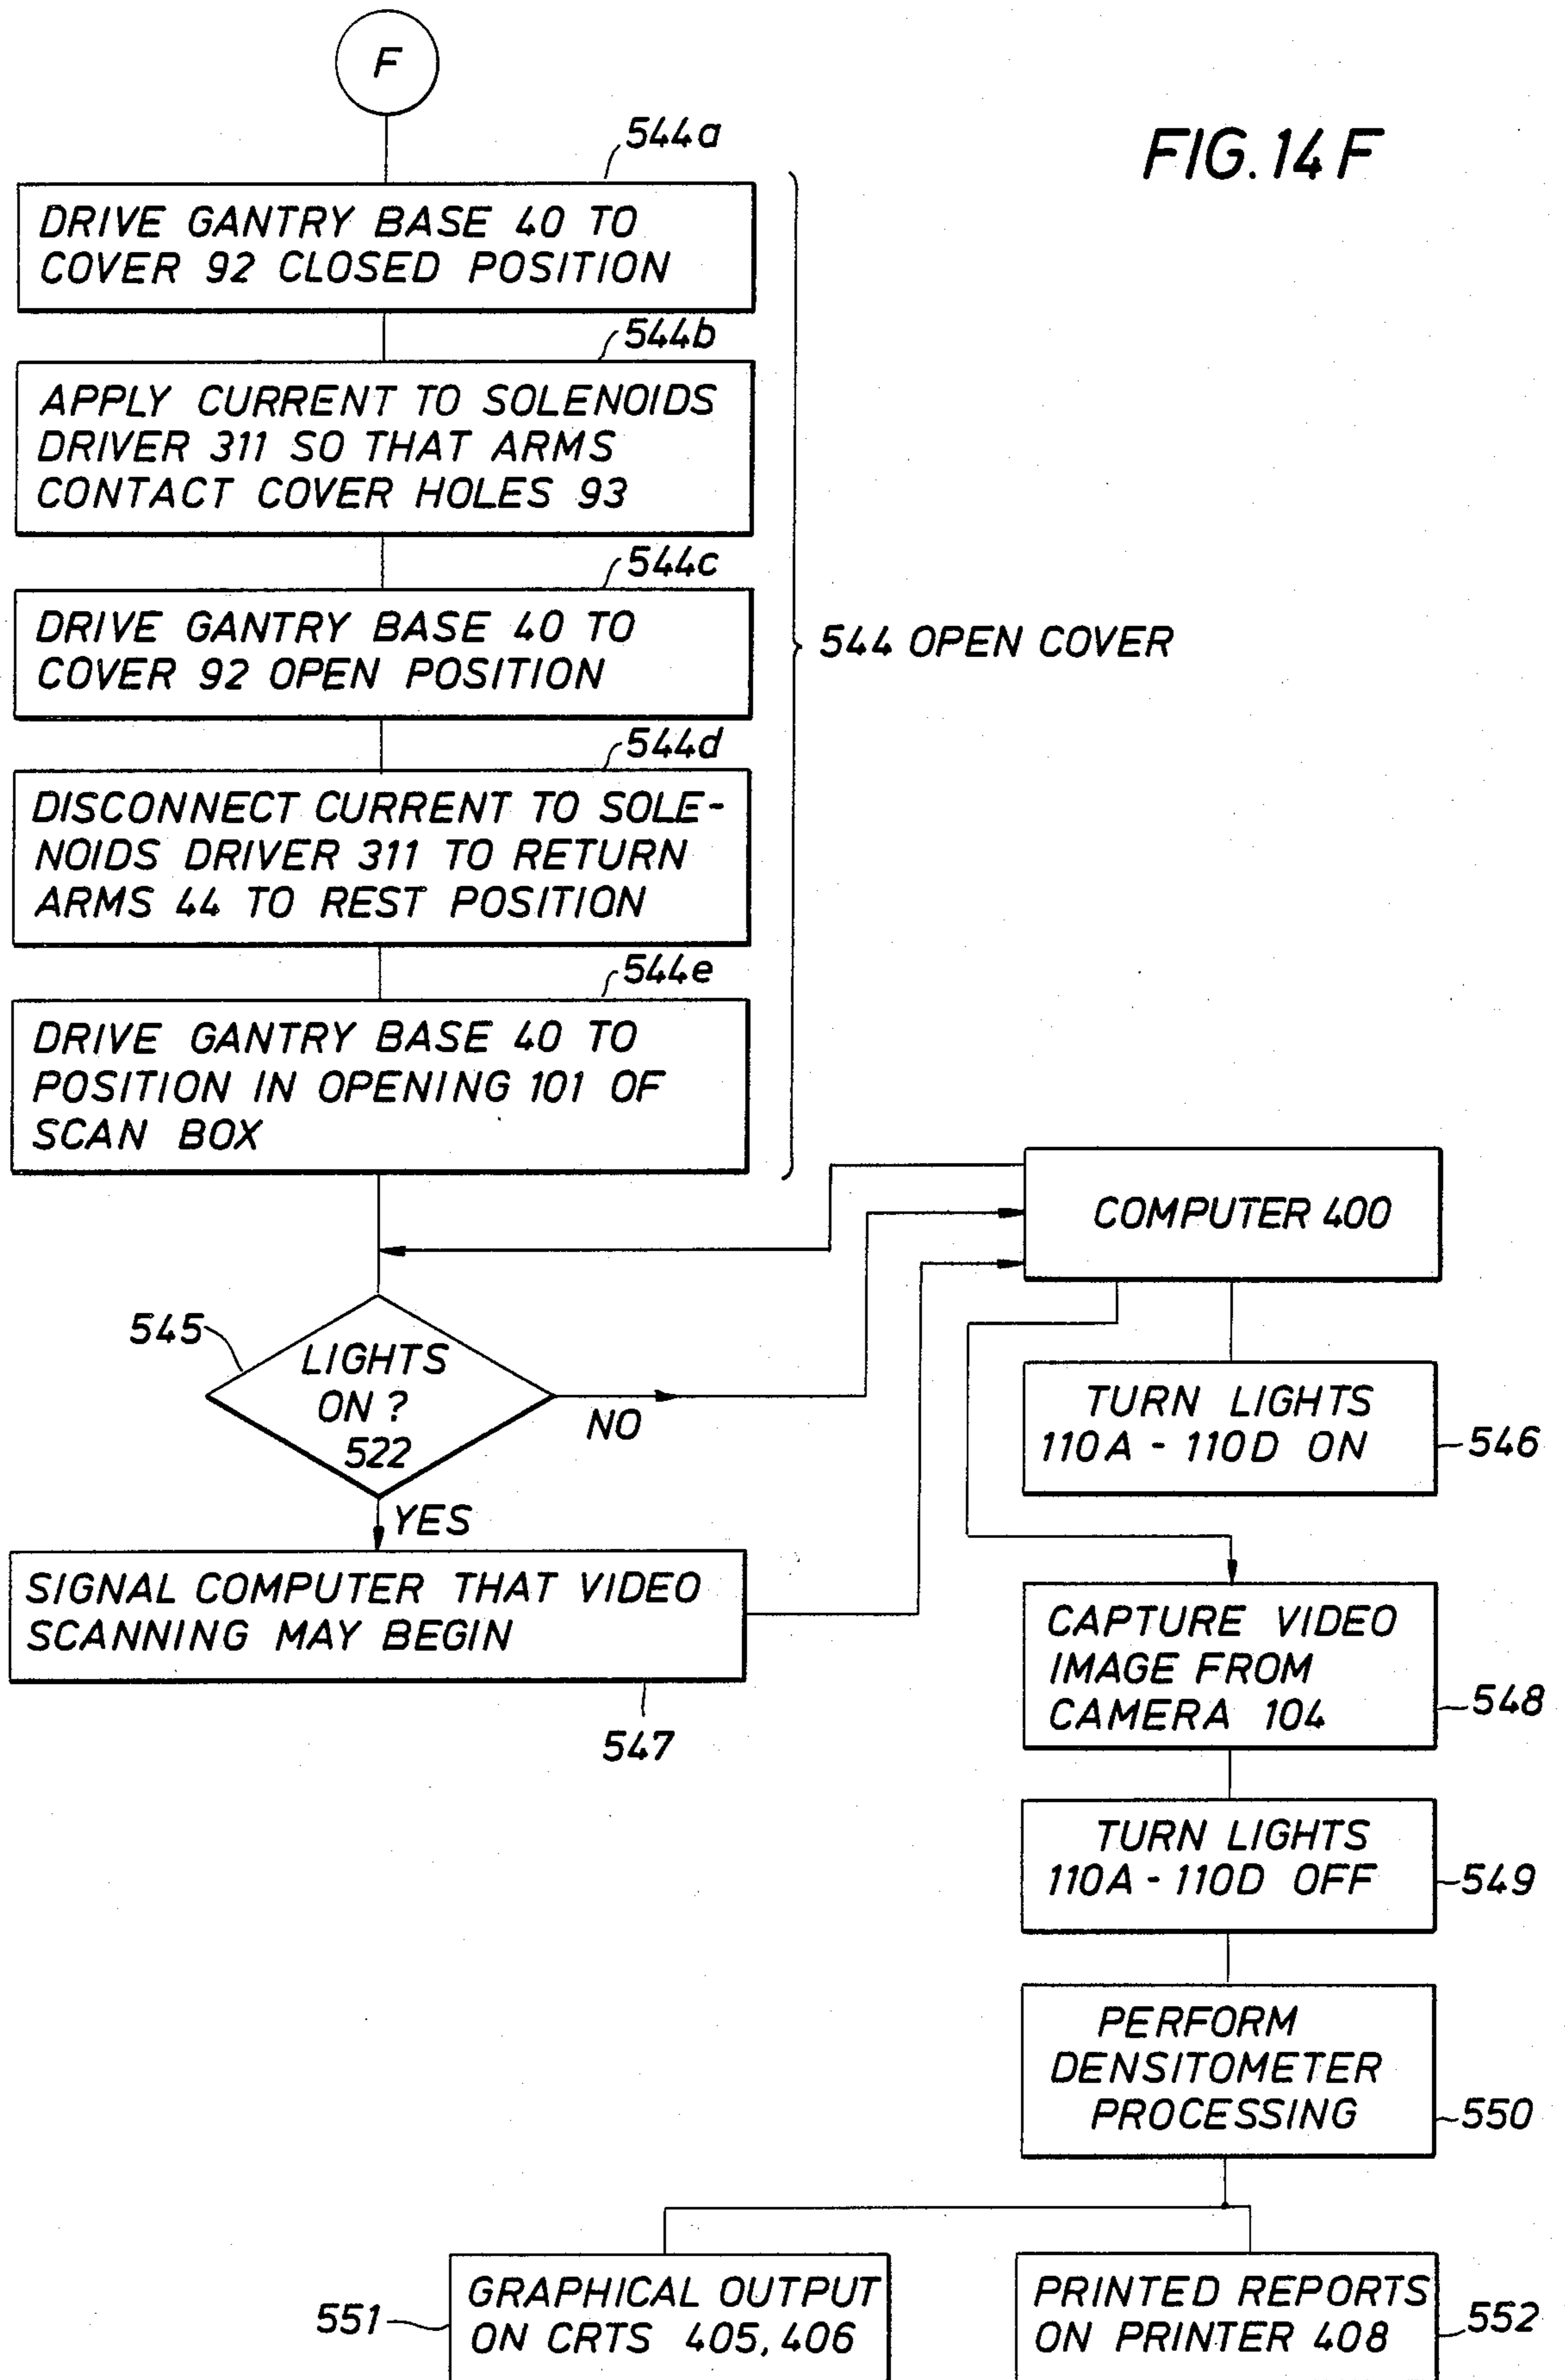 F
FIG. 14 F
544a
DRIVE GANTRY BASE 40 TO
COVER 92 CLOSED POSITION
544b
APPLY CURRENT TO SOLENOIDS
DRIVER 311 SO THAT ARMS
CONTACT COVER HOLES 93
544c
DRIVE GANTRY BASE 40 TO
COVER 92 OPEN POSITION
544 OPEN COVER
544d
DISCONNECT CURRENT TO SOLE-
NOIDS DRIVER 311 TO RETURN
ARMS 44 TO REST POSITION
544e
DRIVE GANTRY BASE 40 TO
POSITION IN OPENING 101 OF
SCAN BOX
COMPUTER 400
545
LIGHTS
ON ?
522
NO
YES
TURN LIGHTS
110A - 110D ON
546
SIGNAL COMPUTER THAT VIDEO
SCANNING MAY BEGIN
547
CAPTURE VIDEO
IMAGE FROM
CAMERA 104
548
TURN LIGHTS
110A - 110D OFF
549
PERFORM
DENSITOMETER
PROCESSING
550
551
GRAPHICAL OUTPUT
ON CRTS 405, 406
PRINTED REPORTS
ON PRINTER 408
552